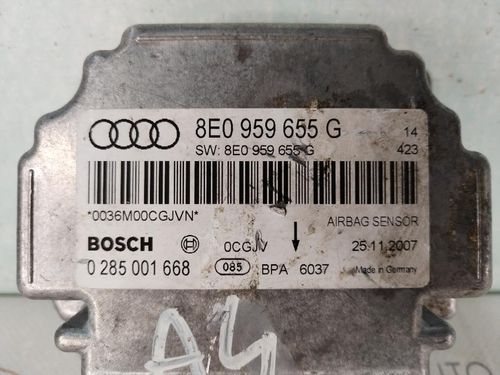 8E0 959 655 G 14
SW: 8E0 959 655 G 423
*0036M00CGJVN* AIRBAG SENSOR
BOSCH 0CGJV 25.11.2007
0 285 001 668 085 BPA 6037 Made in Germany
A4